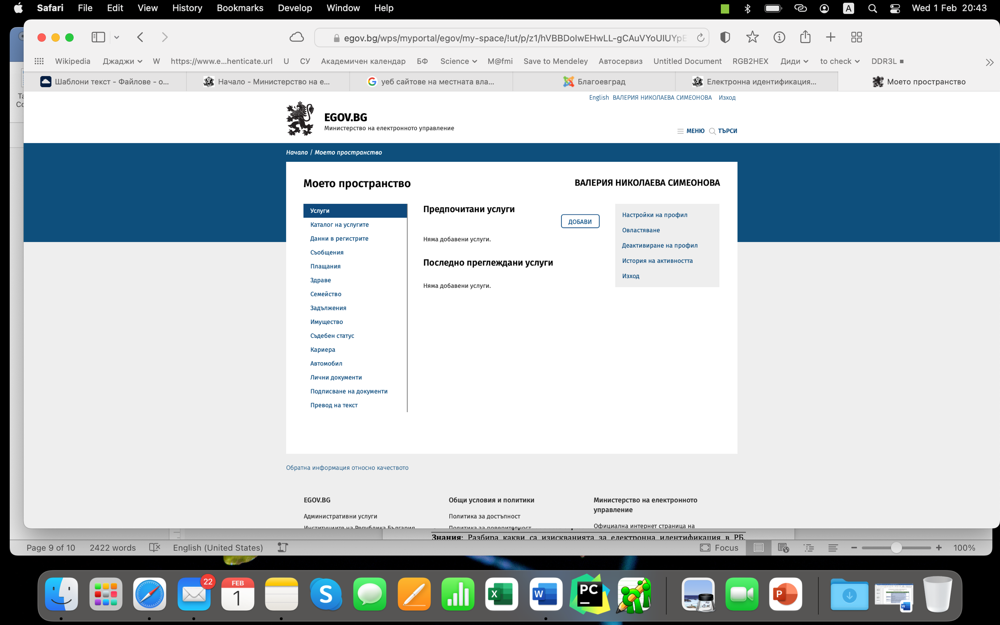 Safari File Edit View History Bookmarks Develop Window Help A Wed 1 Feb 20:43
egov.bg/wps/myportal/egov/my-space/!ut/p/z1/hVBBDoIwEHwLL-gCAuVYoUIUYpE
Wikipedia Джаджи W https://www.e...henticate.url U СУ Академичен календар БФ Science M@fmi Save to Mendeley Автосервиз Untitled Document RGB2HEX Диди to check DDR3L
Шаблони текст - Файлове - o... Начало - Министерство на е... уеб сайтове на местната вла... Благоевград Електронна идентификация... Моето пространство
English ВАЛЕРИЯ НИКОЛАЕВА СИМЕОНОВА Изход
EGOV.BG
Министерство на електронното управление
МЕНЮ ТЪРСИ
Начало / Моето пространство
Моето пространство
ВАЛЕРИЯ НИКОЛАЕВА СИМЕОНОВА
Услуги
Каталог на услугите
Данни в регистрите
Съобщения
Плащания
Здраве
Семейство
Задължения
Имущество
Съдебен статус
Кариера
Автомобил
Лични документи
Подписване на документи
Превод на текст
Предпочитани услуги
ДОБАВИ
Няма добавени услуги.
Последно преглеждани услуги
Няма добавени услуги.
Настройки на профил
Овластяване
Деактивиране на профил
История на активността
Изход
Обратна информация относно качеството
EGOV.BG
Административни услуги
Институциите на Република България
Общи условия и политики
Политика за достъпност
Политика за поверителност
Министерство на електронното
управление
Официална интернет страница на
Знания: Разбира какви са изискванията за електронна идентификация в РБ.
Page 9 of 10 2422 words English (United States) Focus 100%
22
FEB
1
S
X
W
PC
P
W